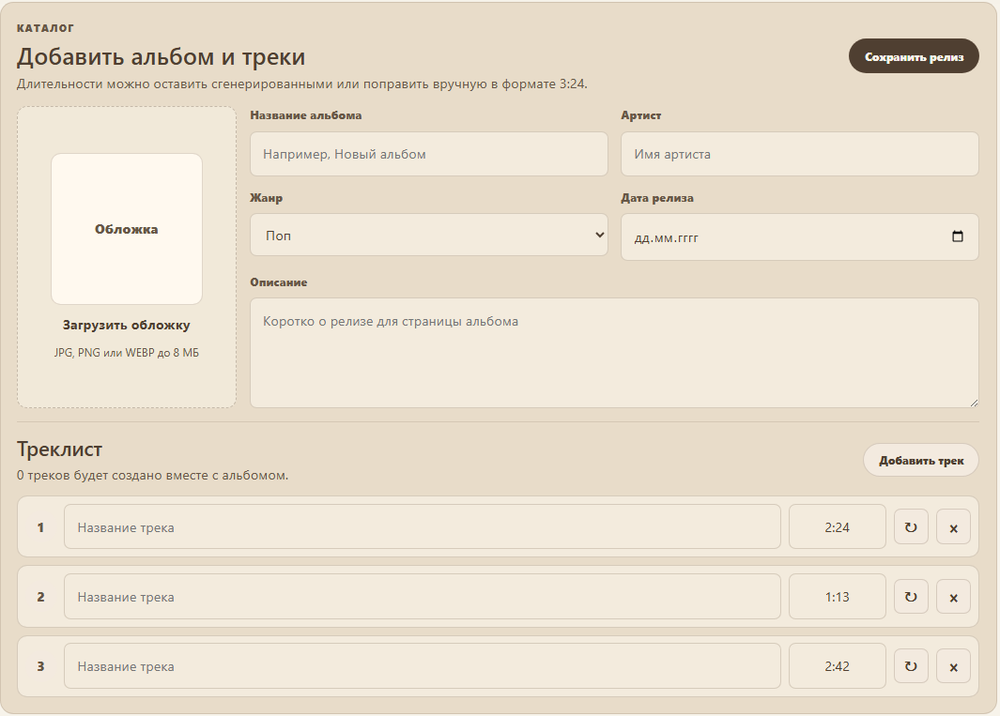 КАТАЛОГ
Добавить альбом и треки
Сохранить релиз
Длительности можно оставить сгенерированными или поправить вручную в формате 3:24.
Обложка
Загрузить обложку
JPG, PNG или WEBP до 8 МБ
Название альбома
Артист
Например, Новый альбом
Имя артиста
Жанр
Дата релиза
Поп
дд.мм.гггг
Описание
Коротко о релизе для страницы альбома
Треклист
0 треков будет создано вместе с альбомом.
Добавить трек
1 Название трека 2:24 ↻ ×
2 Название трека 1:13 ↻ ×
3 Название трека 2:42 ↻ ×